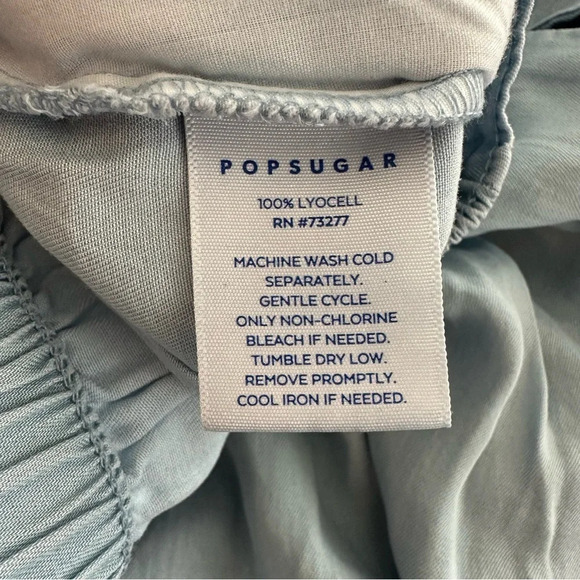 POPSUGAR
100% LYOCELL
RN #73277
MACHINE WASH COLD
SEPARATELY.
GENTLE CYCLE.
ONLY NON-CHLORINE
BLEACH IF NEEDED.
TUMBLE DRY LOW.
REMOVE PROMPTLY.
COOL IRON IF NEEDED.